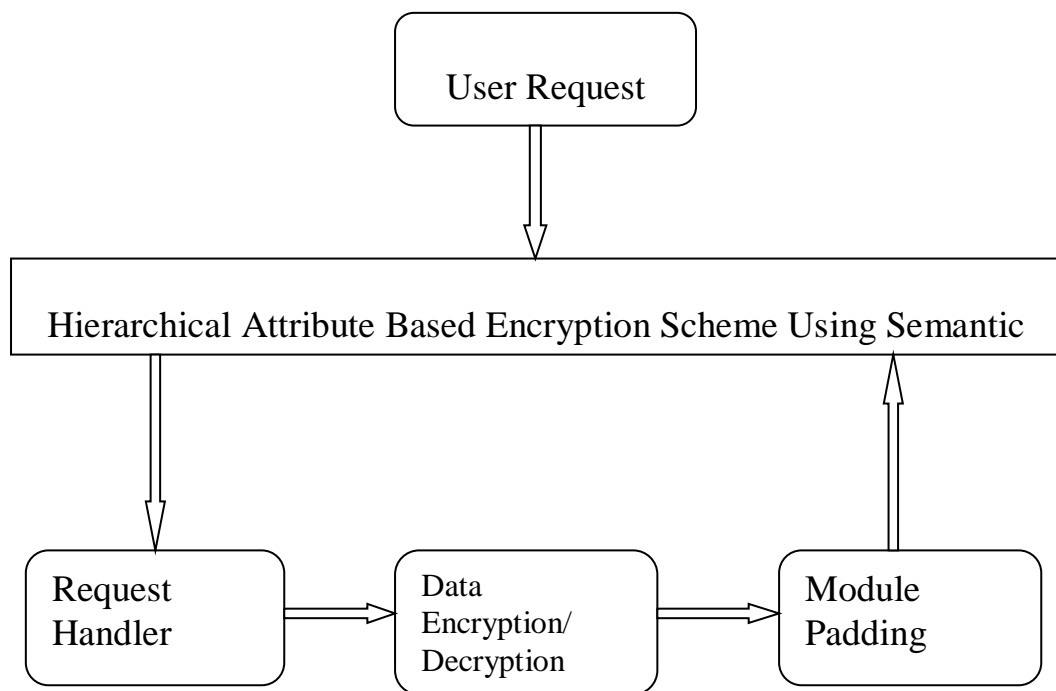 User Request
Hierarchical Attribute Based Encryption Scheme Using Semantic
Request
Handler
Data
Encryption/
Decryption
Module
Padding